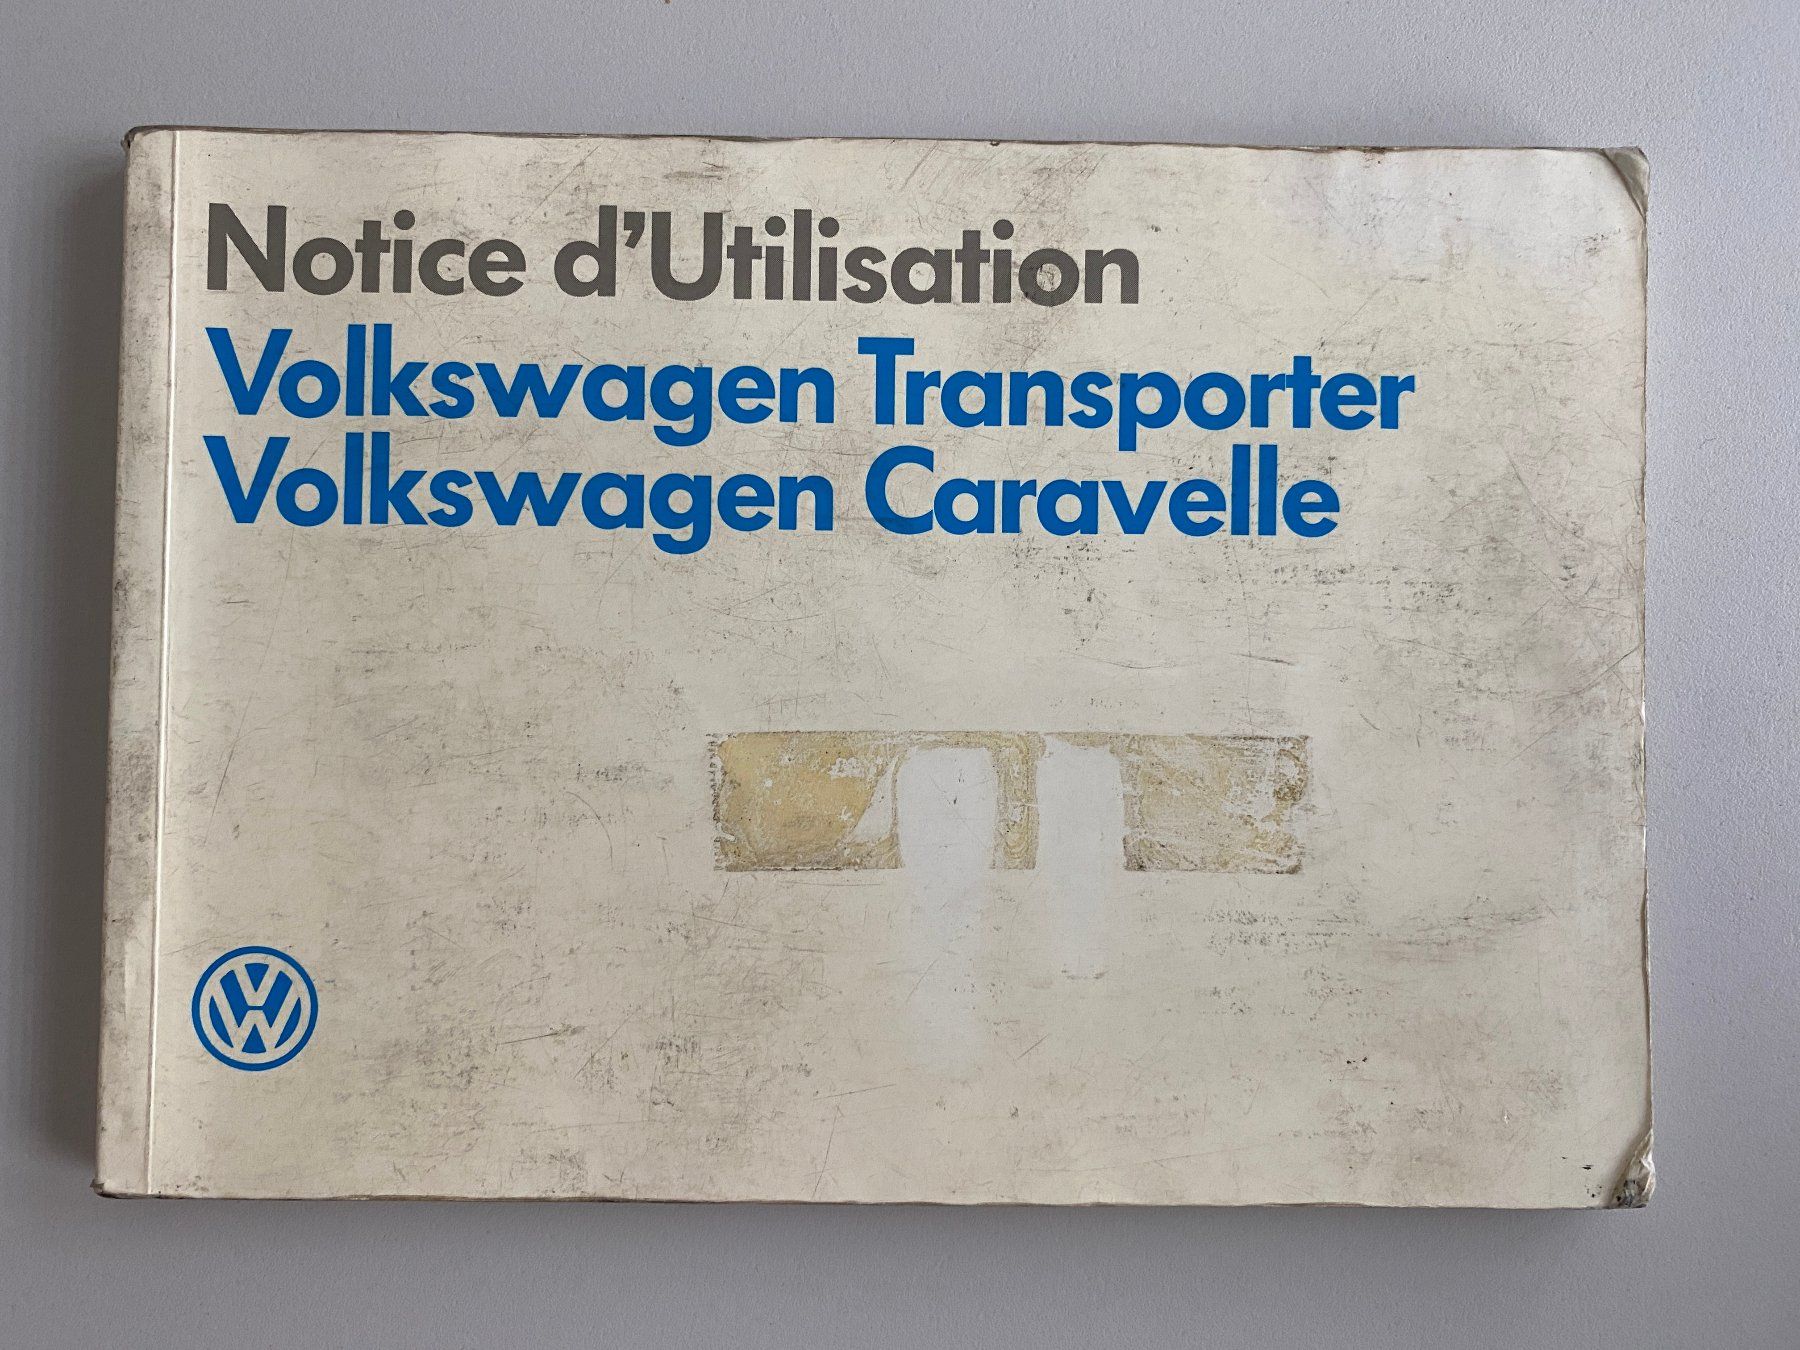 Notice d'Utilisation
Volkswagen Transporter
Volkswagen Caravelle
VW